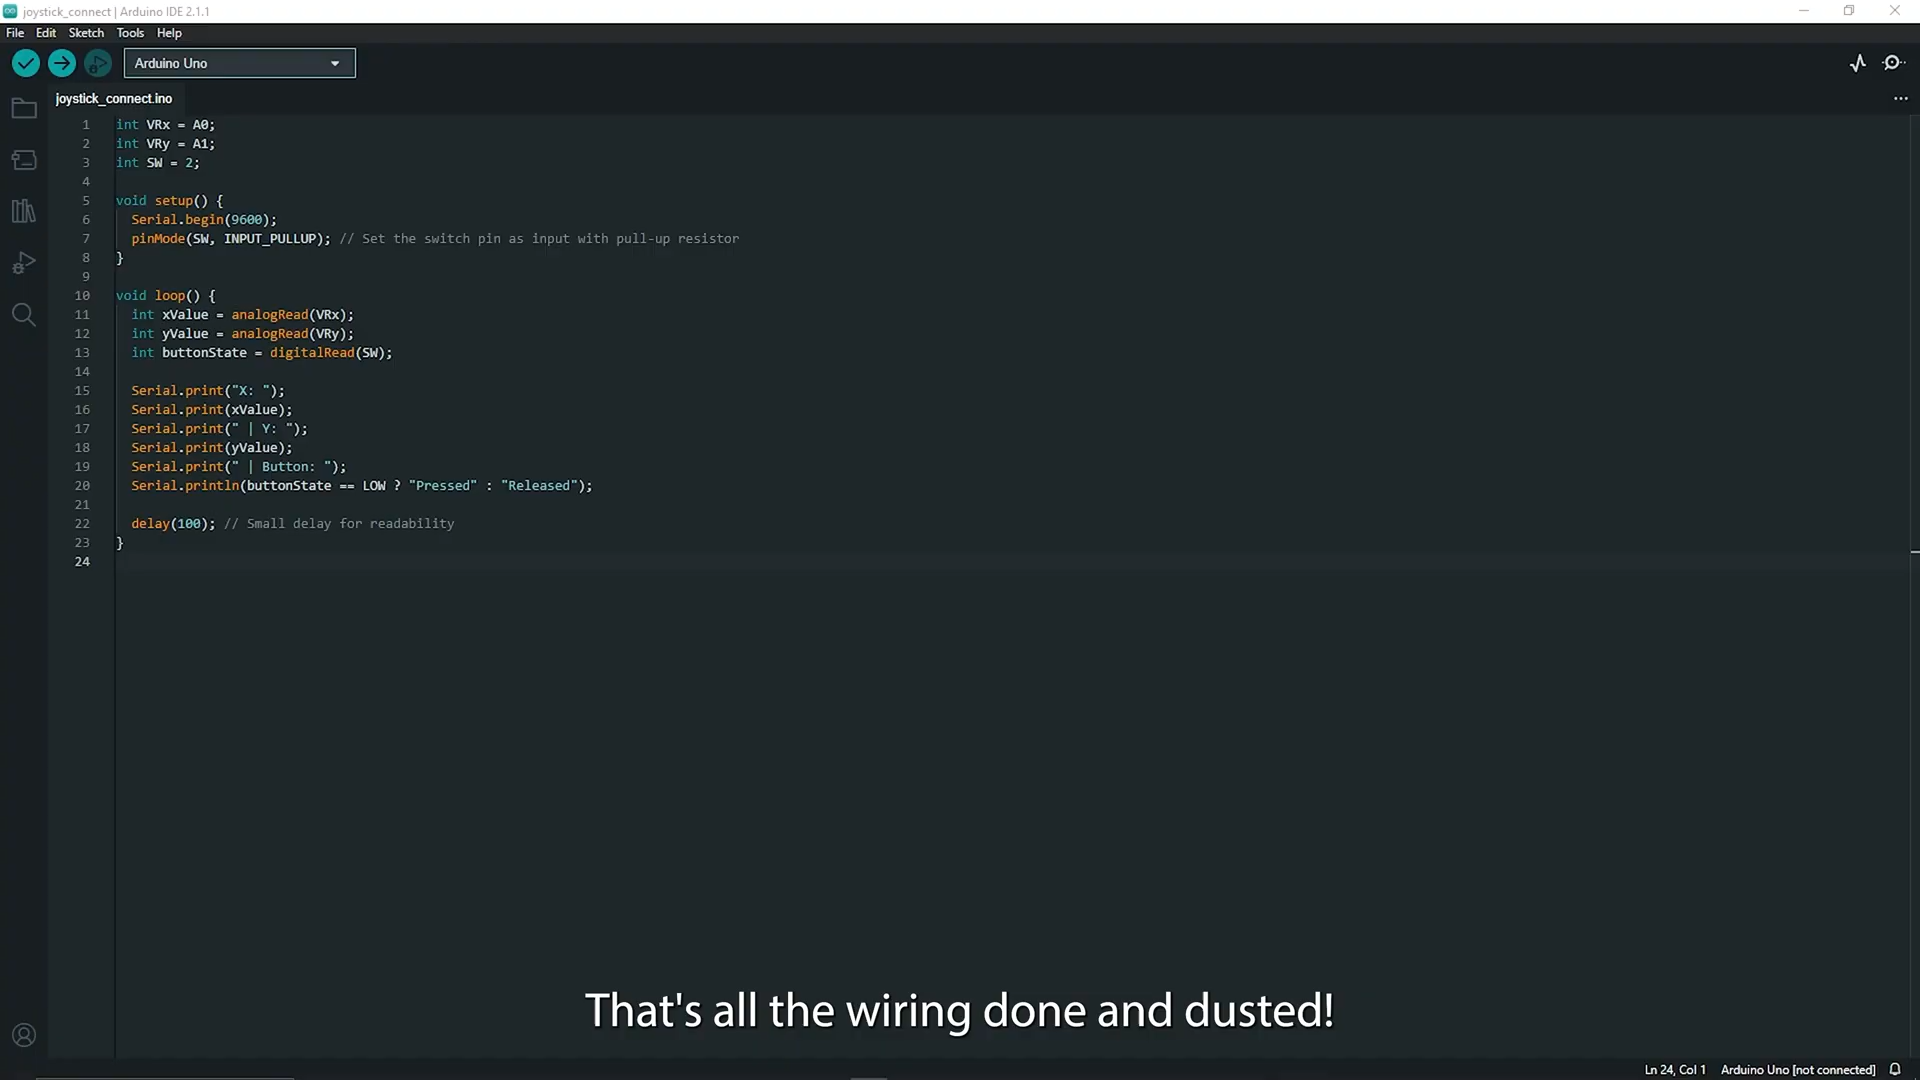 joystick_connect | Arduino IDE 2.1.1
File Edit Sketch Tools Help
Arduino Uno
joystick_connect.ino
1 int VRx = A0;
2 int VRy = A1;
3 int SW = 2;
4
5 void setup() {
6 Serial.begin(9600);
7 pinMode(SW, INPUT_PULLUP); // Set the switch pin as input with pull-up resistor
8 }
9
10 void loop() {
11 int xValue = analogRead(VRx);
12 int yValue = analogRead(VRy);
13 int buttonState = digitalRead(SW);
14
15 Serial.print("X: ");
16 Serial.print(xValue);
17 Serial.print(" | Y: ");
18 Serial.print(yValue);
19 Serial.print(" | Button: ");
20 Serial.println(buttonState == LOW ? "Pressed" : "Released");
21
22 delay(100); // Small delay for readability
23 }
24
That's all the wiring done and dusted!
Ln 24, Col 1 Arduino Uno [not connected]